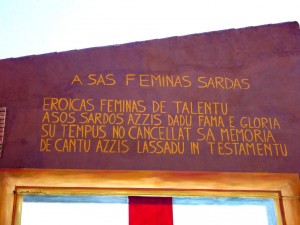 A SAS FEMINAS SARDAS
EROICAS FEMINAS DE TALENTU
A SOS SARDOS AZZIS DADU FAMA E GLORIA
SU TEMPUS NO CANCELLAT SA MEMORIA
DE CANTU AZZIS LASSADU IN TESTAMENTU